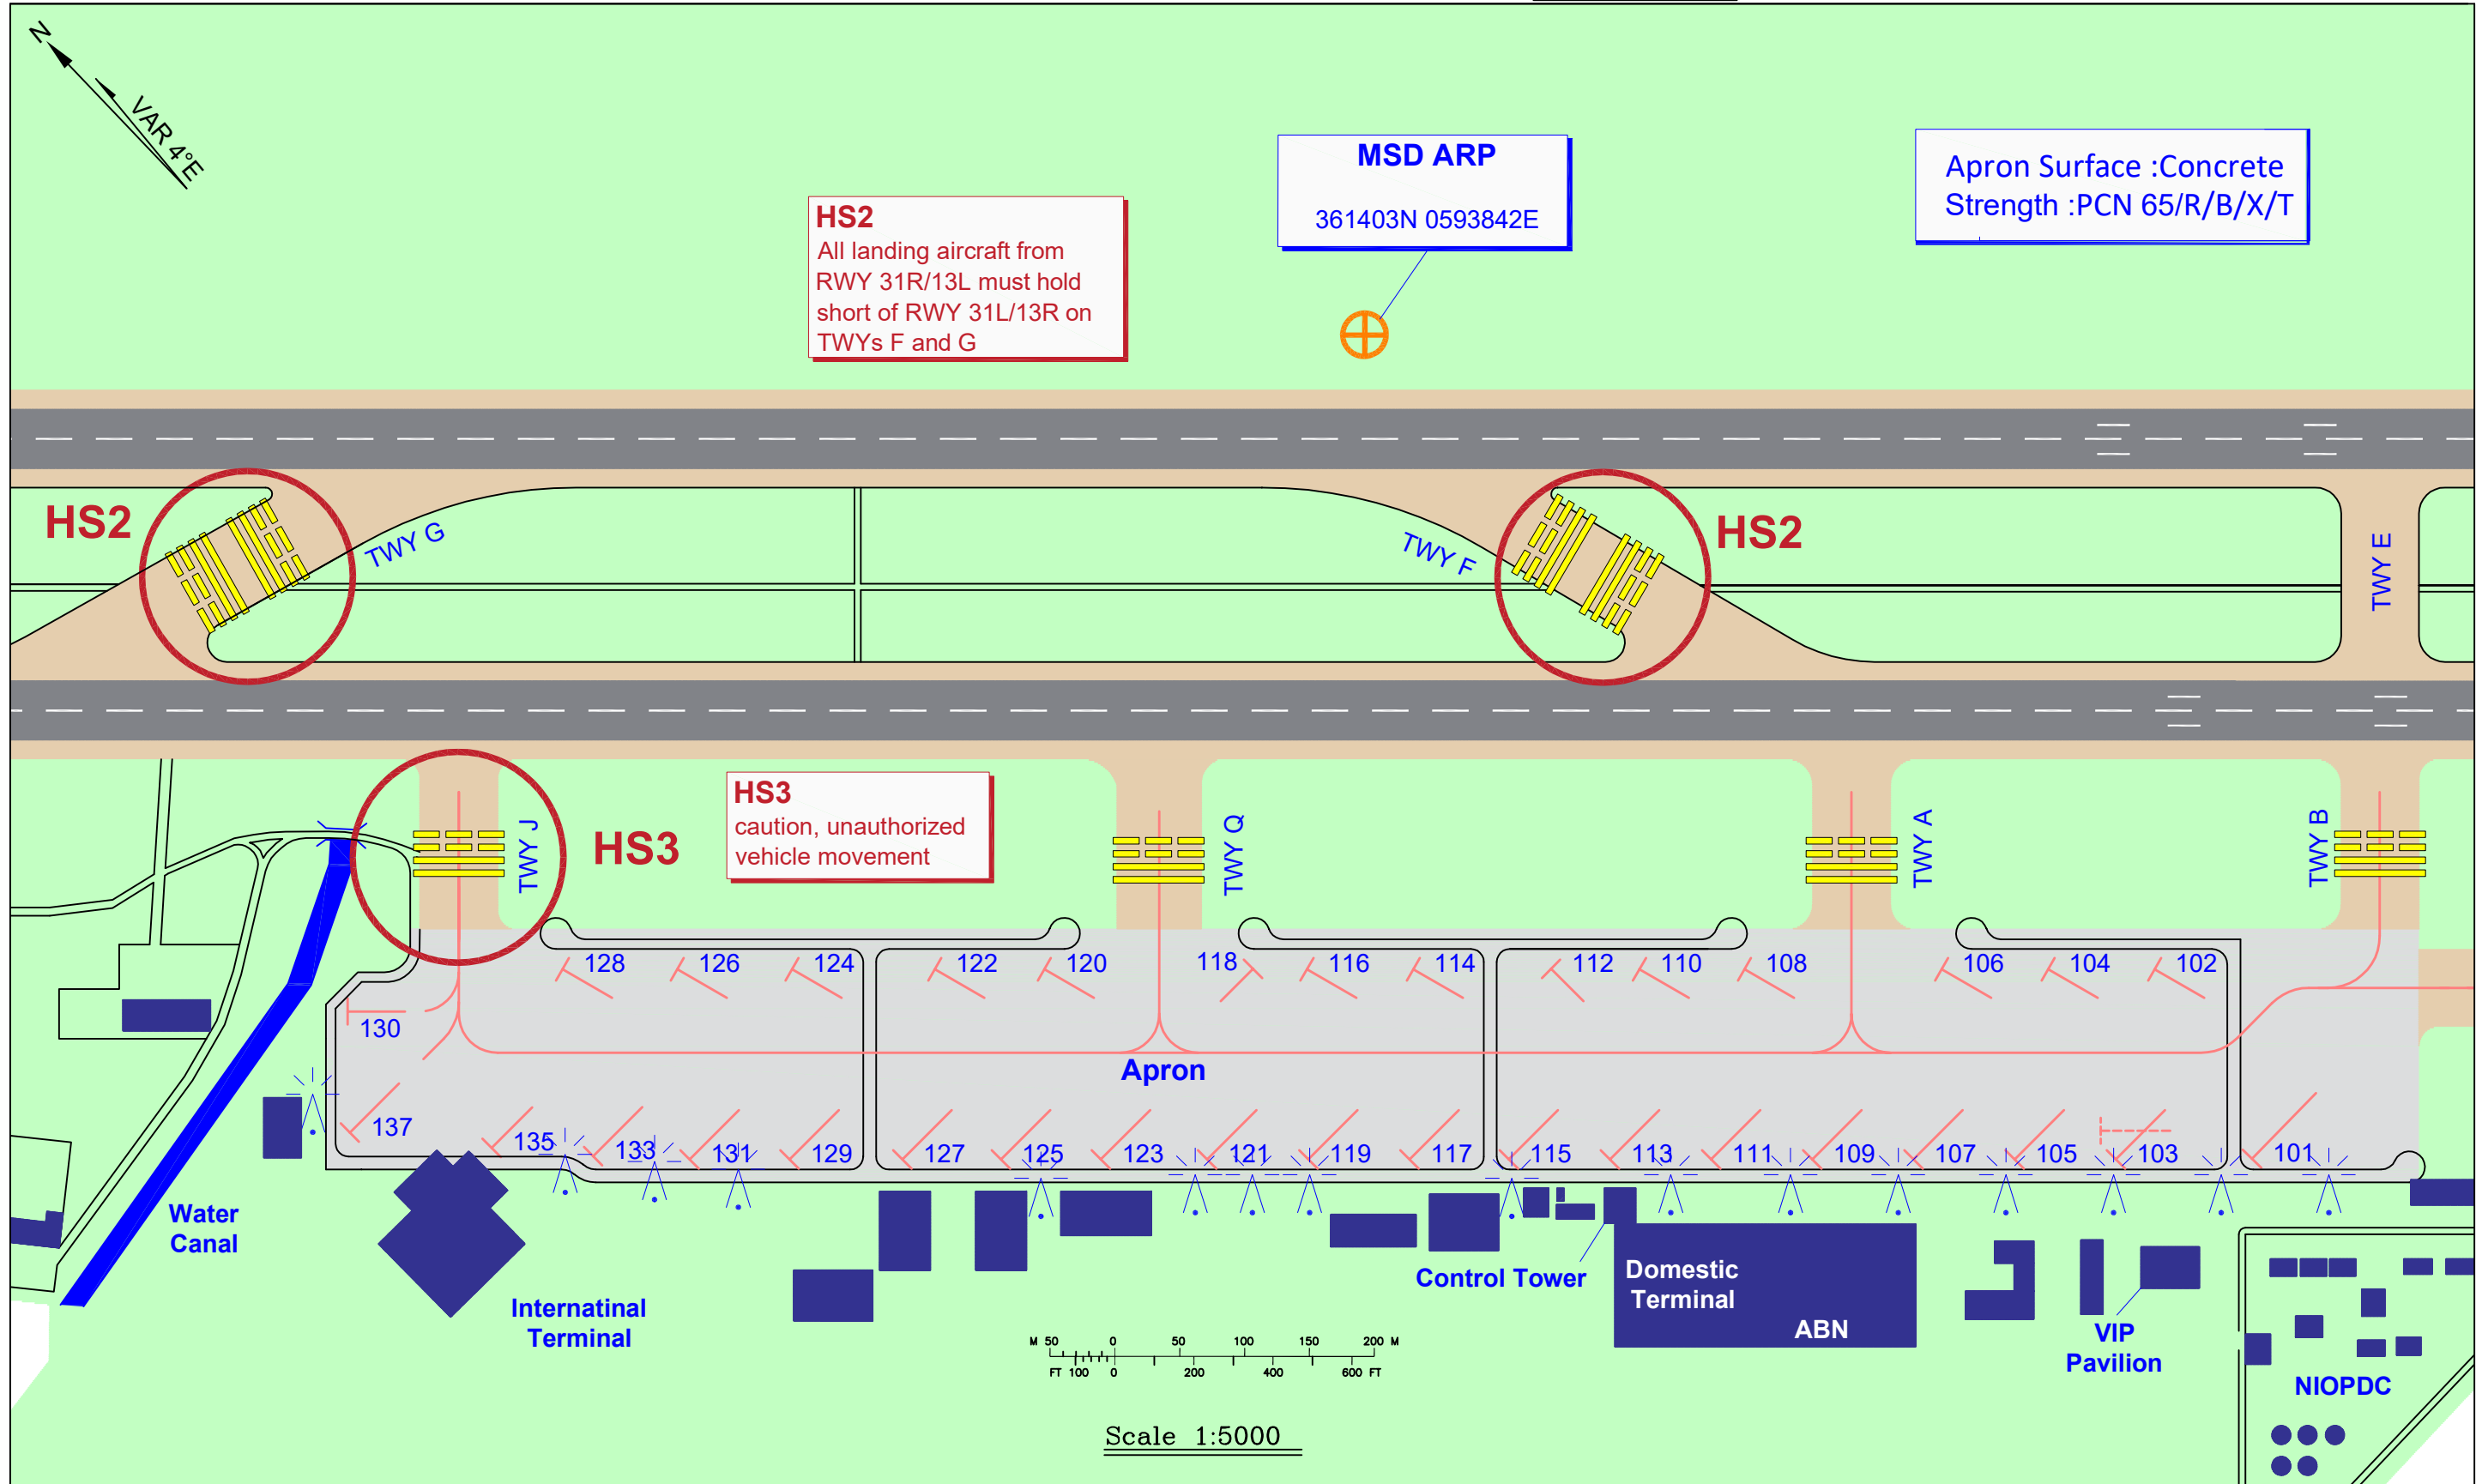 N
VAR 4°E
MSD ARP
361403N 0593842E
Apron Surface :Concrete
Strength :PCN 65/R/B/X/T
HS2
All landing aircraft from
RWY 31R/13L must hold
short of RWY 31L/13R on
TWYs F and G
HS2
TWY G
TWY F
HS2
TWY E
HS3
caution, unauthorized
vehicle movement
TWY J
HS3
TWY Q
TWY A
TWY B
128
126
124
122
120
118
116
114
112
110
108
106
104
102
130
Apron
137
135
133
131
129
127
125
123
121
119
117
115
113
111
109
107
105
103
101
Water
Canal
Internatinal
Terminal
Control Tower
Domestic
Terminal
ABN
VIP
Pavilion
NIOPDC
M 50 0 50 100 150 200 M
FT 100 0 200 400 600 FT
Scale 1:5000